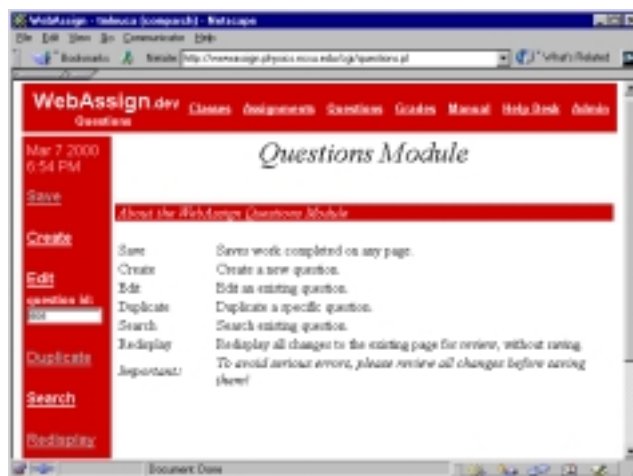 WebAssign - (comparch) - Netscape
File Edit View Go Communicator Help
Bookmarks Netsite: What's Related
WebAssign.dev Classes Assignments Questions Grades Manual Help Desk Admin
Questions
Mar 7 2000
6:54 PM
Questions Module
Save
About the WebAssign Questions Module
Create
Save Saves work completed on any page.
Create Create a new question.
Edit
Edit Edit an existing question.
question id:
Duplicate Duplicate a specific question.
Search Search existing question.
Redisplay Redisplay all changes to the existing page for review, without saving.
Duplicate
Important: To avoid serious errors, please review all changes before saving
them!
Search
Redisplay
Document: Done